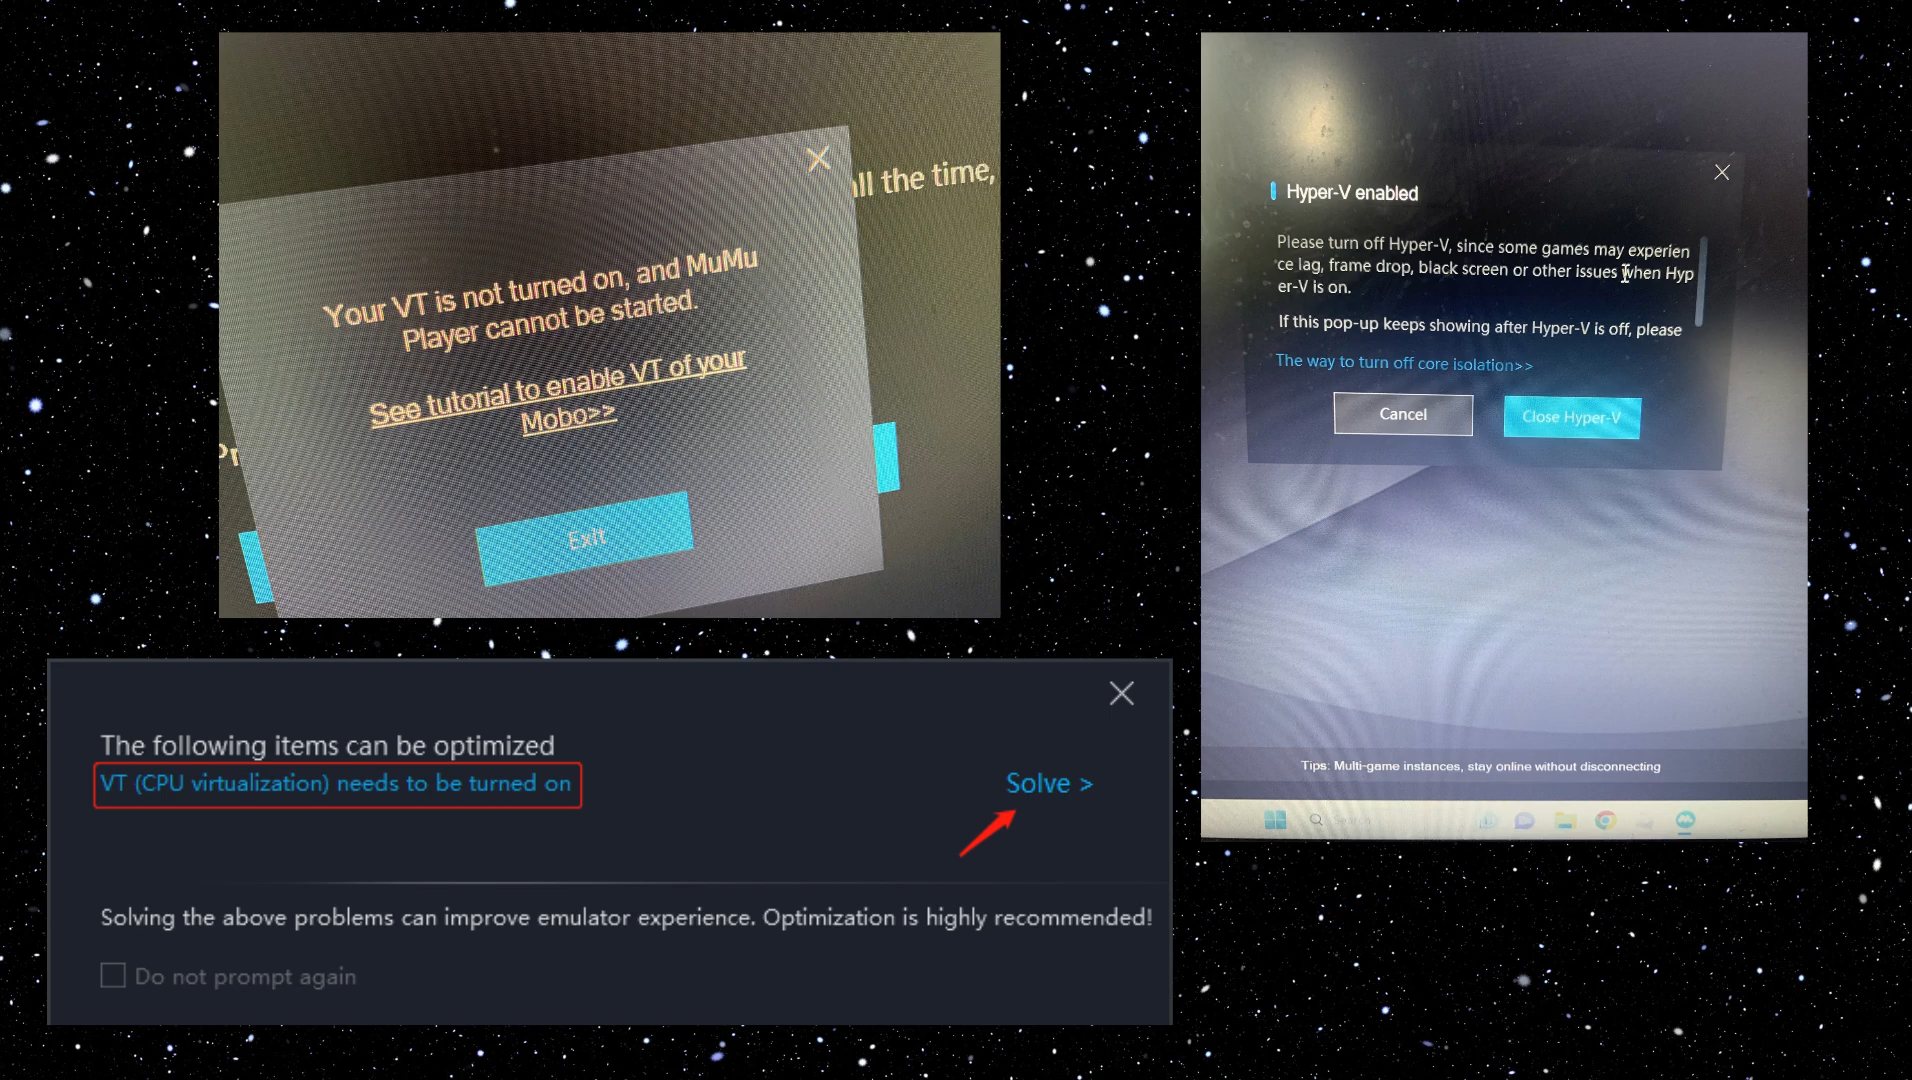 ll the time,
Your VT is not turned on, and MuMu
Player cannot be started.
See tutorial to enable VT of your
Mobo>>
Pr
Exit
Hyper-V enabled
Please turn off Hyper-V, since some games may experien
ce lag, frame drop, black screen or other issues when Hyp
er-V is on.
If this pop-up keeps showing after Hyper-V is off, please
The way to turn off core isolation>>
Cancel
Close Hyper-V
Tips: Multi-game instances, stay online without disconnecting
Search
The following items can be optimized
VT (CPU virtualization) needs to be turned on
Solve >
Solving the above problems can improve emulator experience. Optimization is highly recommended!
Do not prompt again